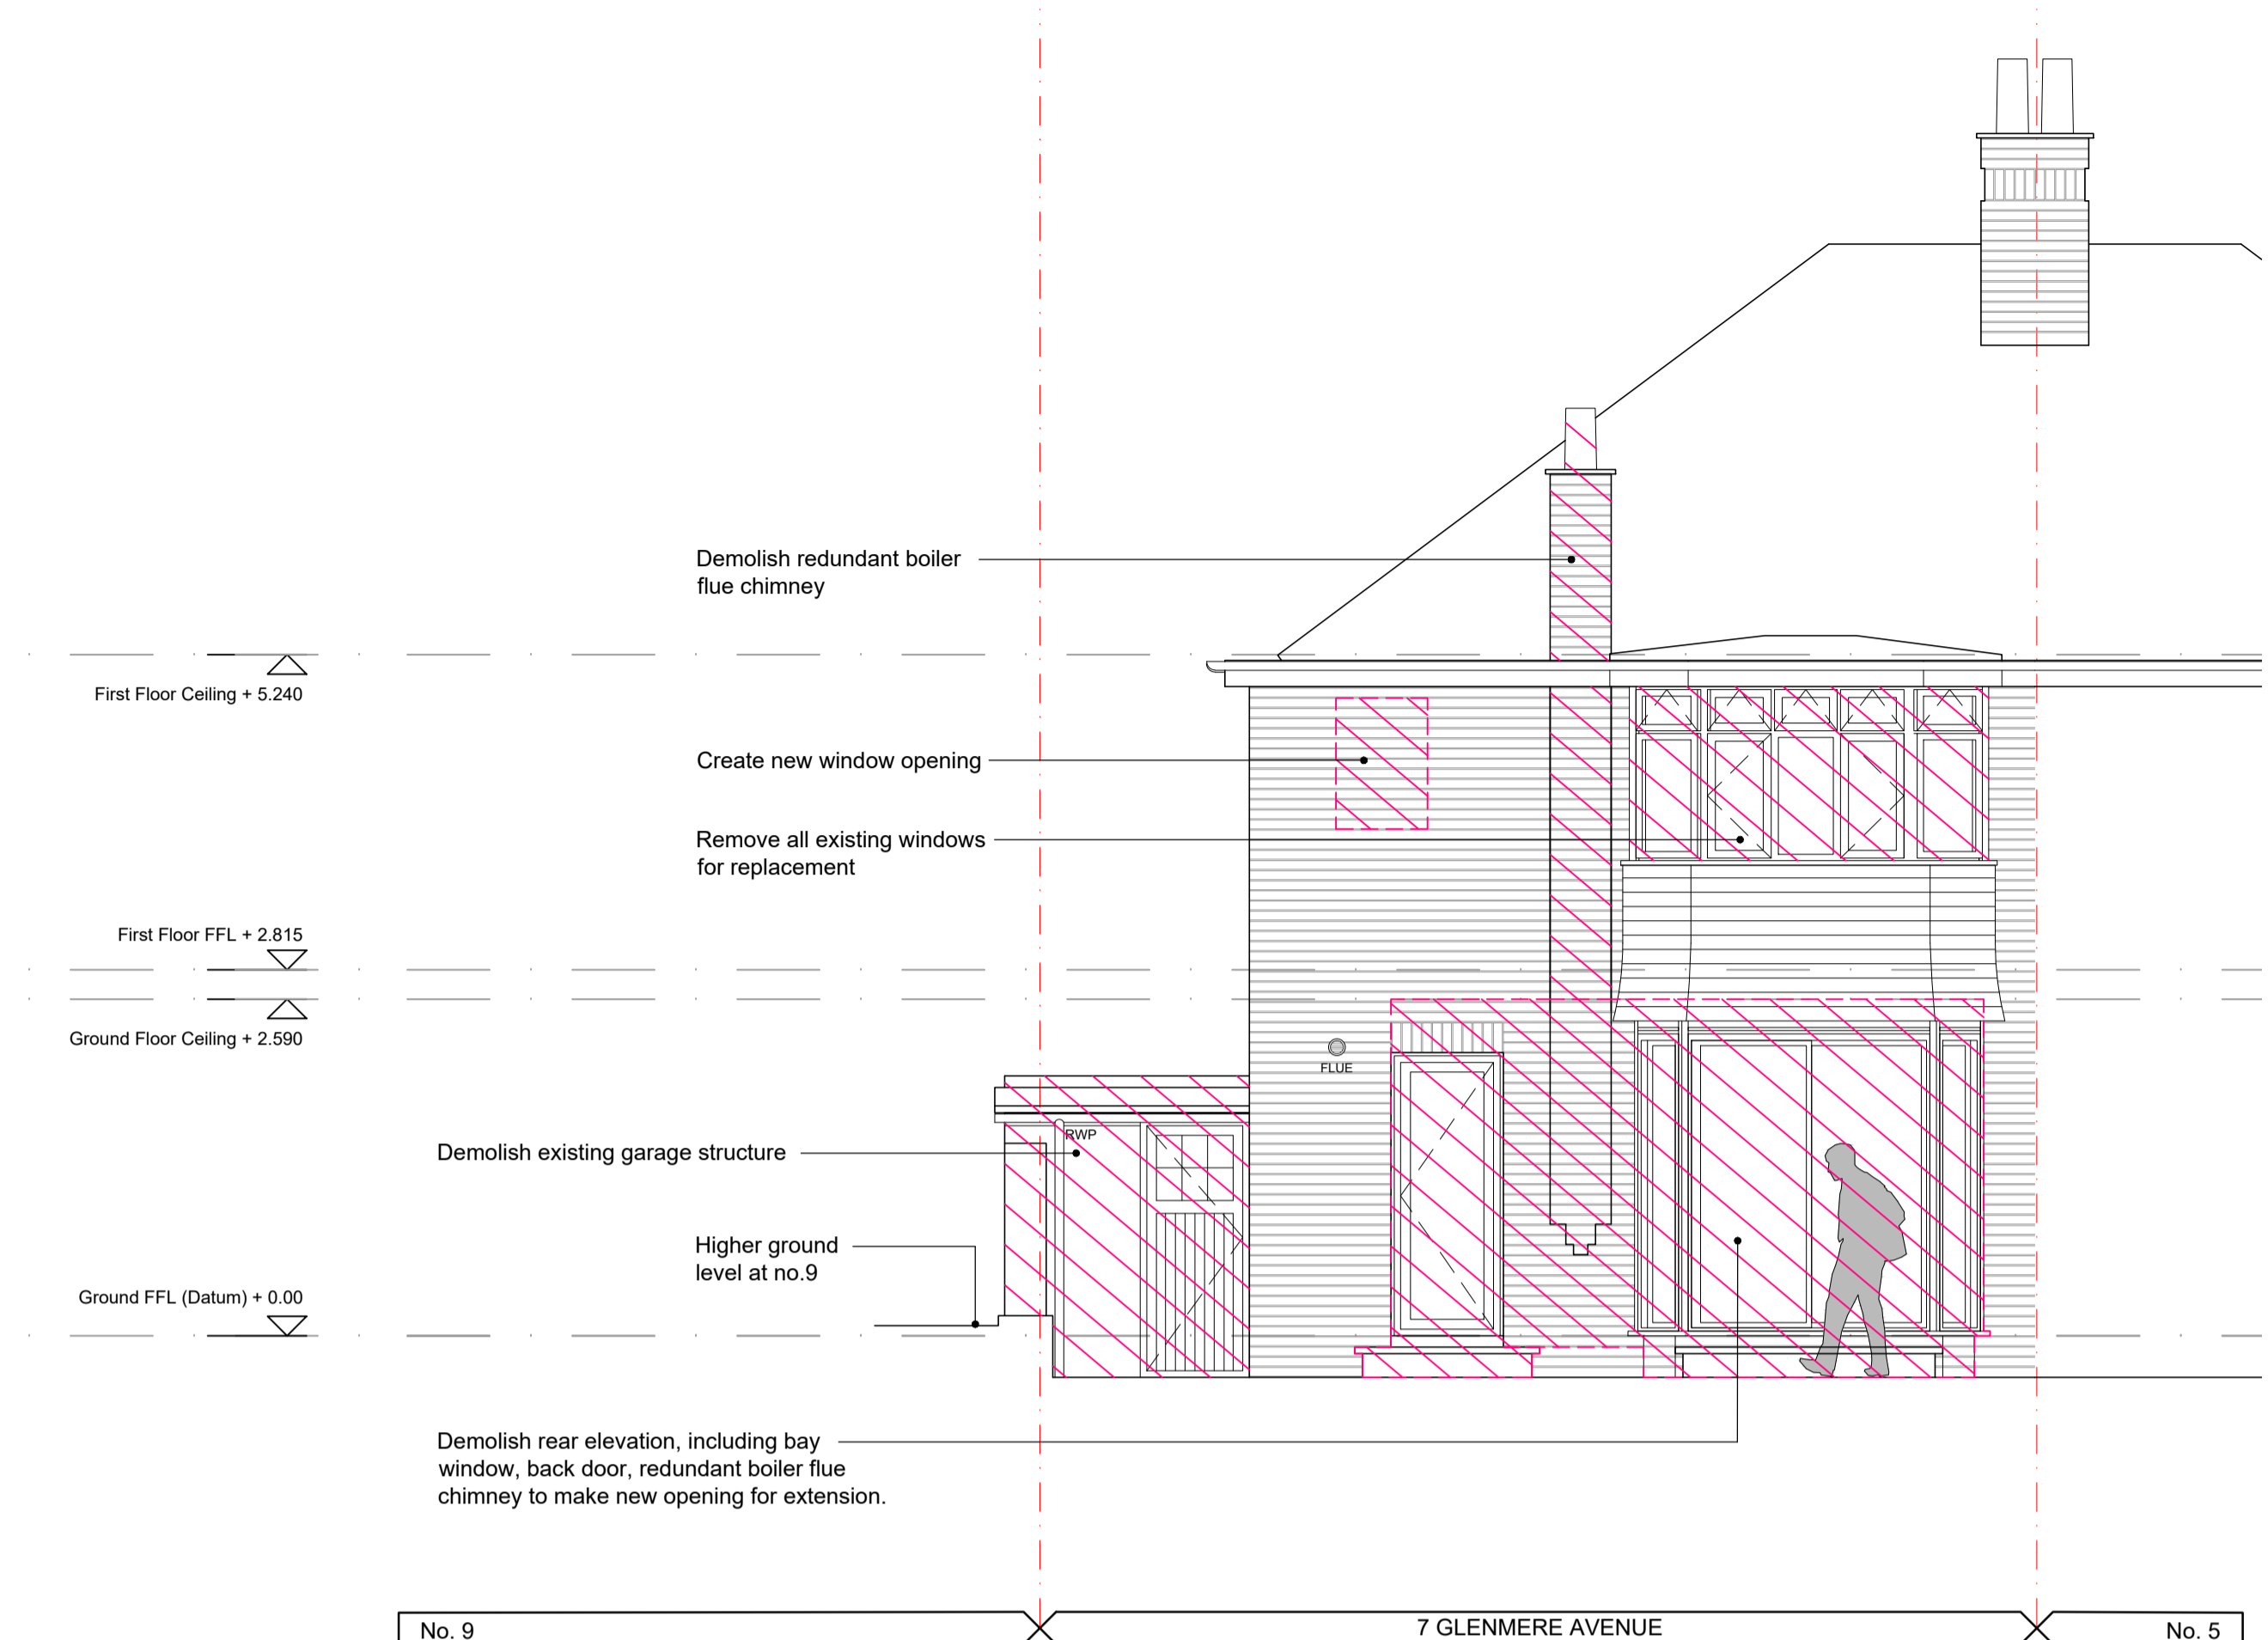 Demolish redundant boiler
flue chimney
First Floor Ceiling + 5.240
Create new window opening
Remove all existing windows
for replacement
First Floor FFL + 2.815
Ground Floor Ceiling + 2.590
FLUE
RWP
Demolish existing garage structure
Higher ground
level at no.9
Ground FFL (Datum) + 0.00
Demolish rear elevation, including bay
window, back door, redundant boiler flue
chimney to make new opening for extension.
No. 9
7 GLENMERE AVENUE
No. 5